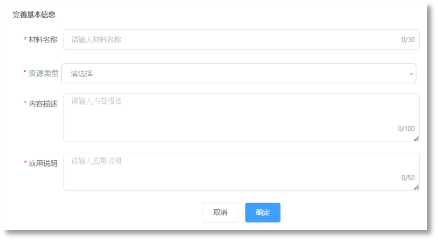 完善基本信息
* 材料名称 请输入材料名称 0/30
* 资源类型 请选择
* 内容描述 请输入内容描述
0/100
* 应用说明 请输入应用说明
0/50
取消 确定